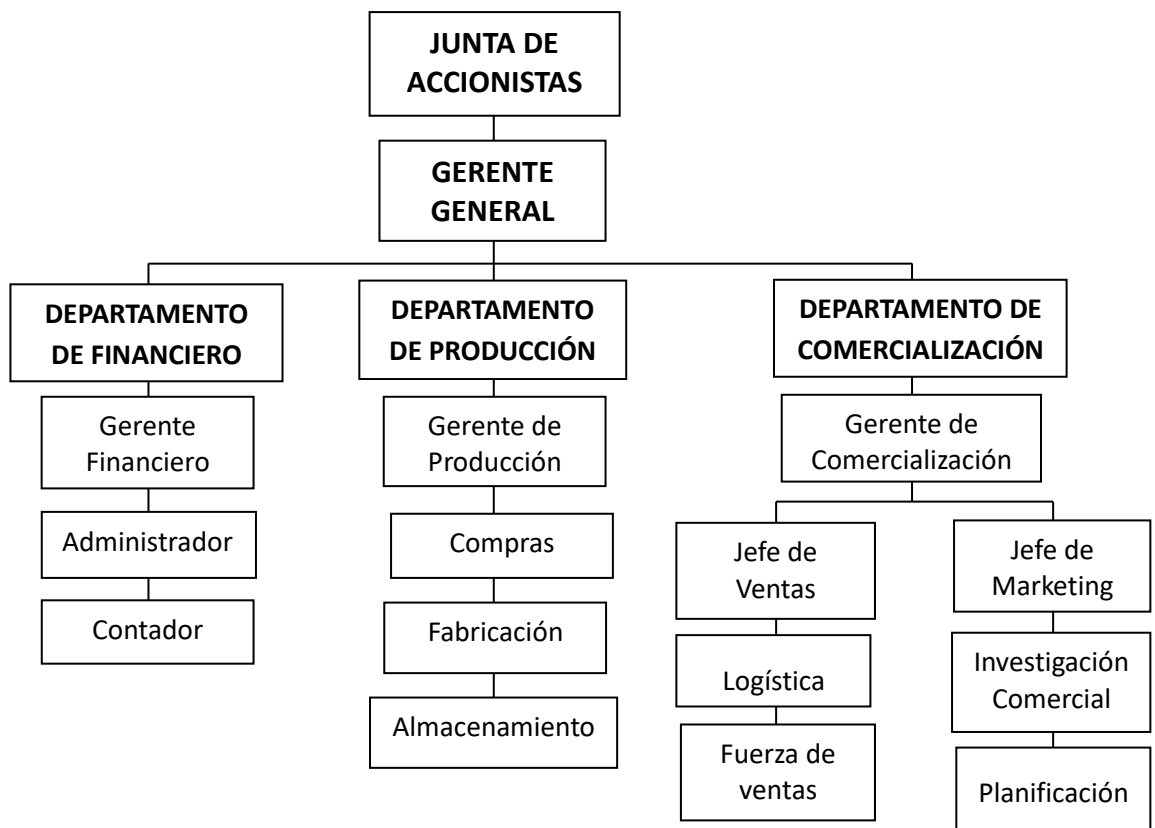 JUNTA DE
ACCIONISTAS
GERENTE
GENERAL
DEPARTAMENTO
DE FINANCIERO
DEPARTAMENTO
DE PRODUCCIÓN
DEPARTAMENTO DE
COMERCIALIZACIÓN
Gerente
Financiero
Gerente de
Producción
Gerente de
Comercialización
Administrador
Compras
Jefe de
Ventas
Jefe de
Marketing
Contador
Fabricación
Logística
Investigación
Comercial
Almacenamiento
Fuerza de
ventas
Planificación